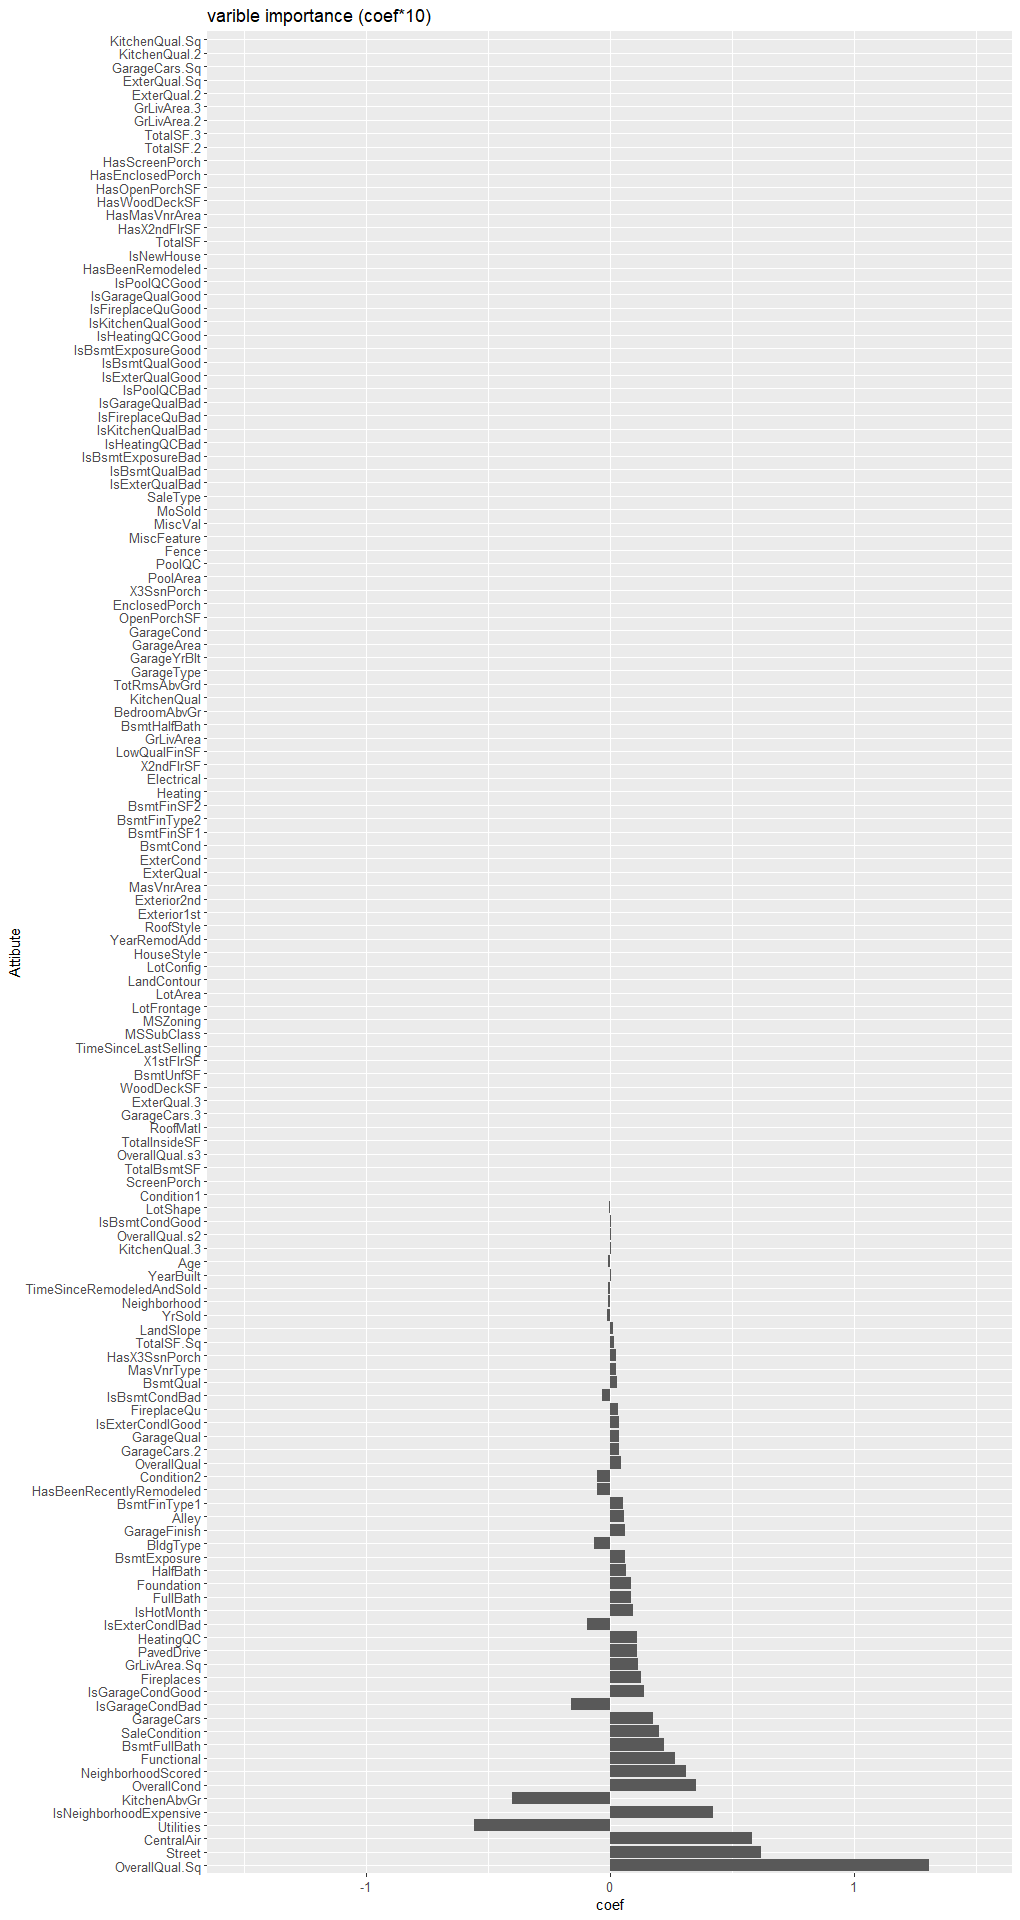 varible importance (coef*10)
KitchenQual.Sq
KitchenQual.2
GarageCars.Sq
ExterQual.Sq
ExterQual.2
GrLivArea.3
GrLivArea.2
TotalSF.3
TotalSF.2
HasScreenPorch
HasEnclosedPorch
HasOpenPorchSF
HasWoodDeckSF
HasMasVnrArea
HasX2ndFlrSF
TotalSF
IsNewHouse
HasBeenRemodeled
IsPoolQCGood
IsGarageQualGood
IsFireplaceQuGood
IsKitchenQualGood
IsHeatingQCGood
IsBsmtExposureGood
IsBsmtQualGood
IsExterQualGood
IsPoolQCBad
IsGarageQualBad
IsFireplaceQuBad
IsKitchenQualBad
IsHeatingQCBad
IsBsmtExposureBad
IsBsmtQualBad
IsExterQualBad
SaleType
MoSold
MiscVal
MiscFeature
Fence
PoolQC
PoolArea
X3SsnPorch
EnclosedPorch
OpenPorchSF
GarageCond
GarageArea
GarageYrBlt
GarageType
TotRmsAbvGrd
KitchenQual
BedroomAbvGr
BsmtHalfBath
GrLivArea
LowQualFinSF
X2ndFlrSF
Electrical
Heating
BsmtFinSF2
BsmtFinType2
BsmtFinSF1
BsmtCond
ExterCond
ExterQual
MasVnrArea
Exterior2nd
Exterior1st
RoofStyle
YearRemodAdd
HouseStyle
LotConfig
LandContour
LotArea
LotFrontage
MSZoning
MSSubClass
TimeSinceLastSelling
X1stFlrSF
BsmtUnfSF
WoodDeckSF
ExterQual.3
GarageCars.3
RoofMatl
TotalInsideSF
OverallQual.s3
TotalBsmtSF
ScreenPorch
Condition1
LotShape
IsBsmtCondGood
OverallQual.s2
KitchenQual.3
Age
YearBuilt
TimeSinceRemodeledAndSold
Neighborhood
YrSold
LandSlope
TotalSF.Sq
HasX3SsnPorch
MasVnrType
BsmtQual
IsBsmtCondBad
FireplaceQu
IsExterCondlGood
GarageQual
GarageCars.2
OverallQual
Condition2
HasBeenRecentlyRemodeled
BsmtFinType1
Alley
GarageFinish
BldgType
BsmtExposure
HalfBath
Foundation
FullBath
IsHotMonth
IsExterCondlBad
HeatingQC
PavedDrive
GrLivArea.Sq
Fireplaces
IsGarageCondGood
IsGarageCondBad
GarageCars
SaleCondition
BsmtFullBath
Functional
NeighborhoodScored
OverallCond
KitchenAbvGr
IsNeighborhoodExpensive
Utilities
CentralAir
Street
OverallQual.Sq
Attibute
-1 0 1
coef